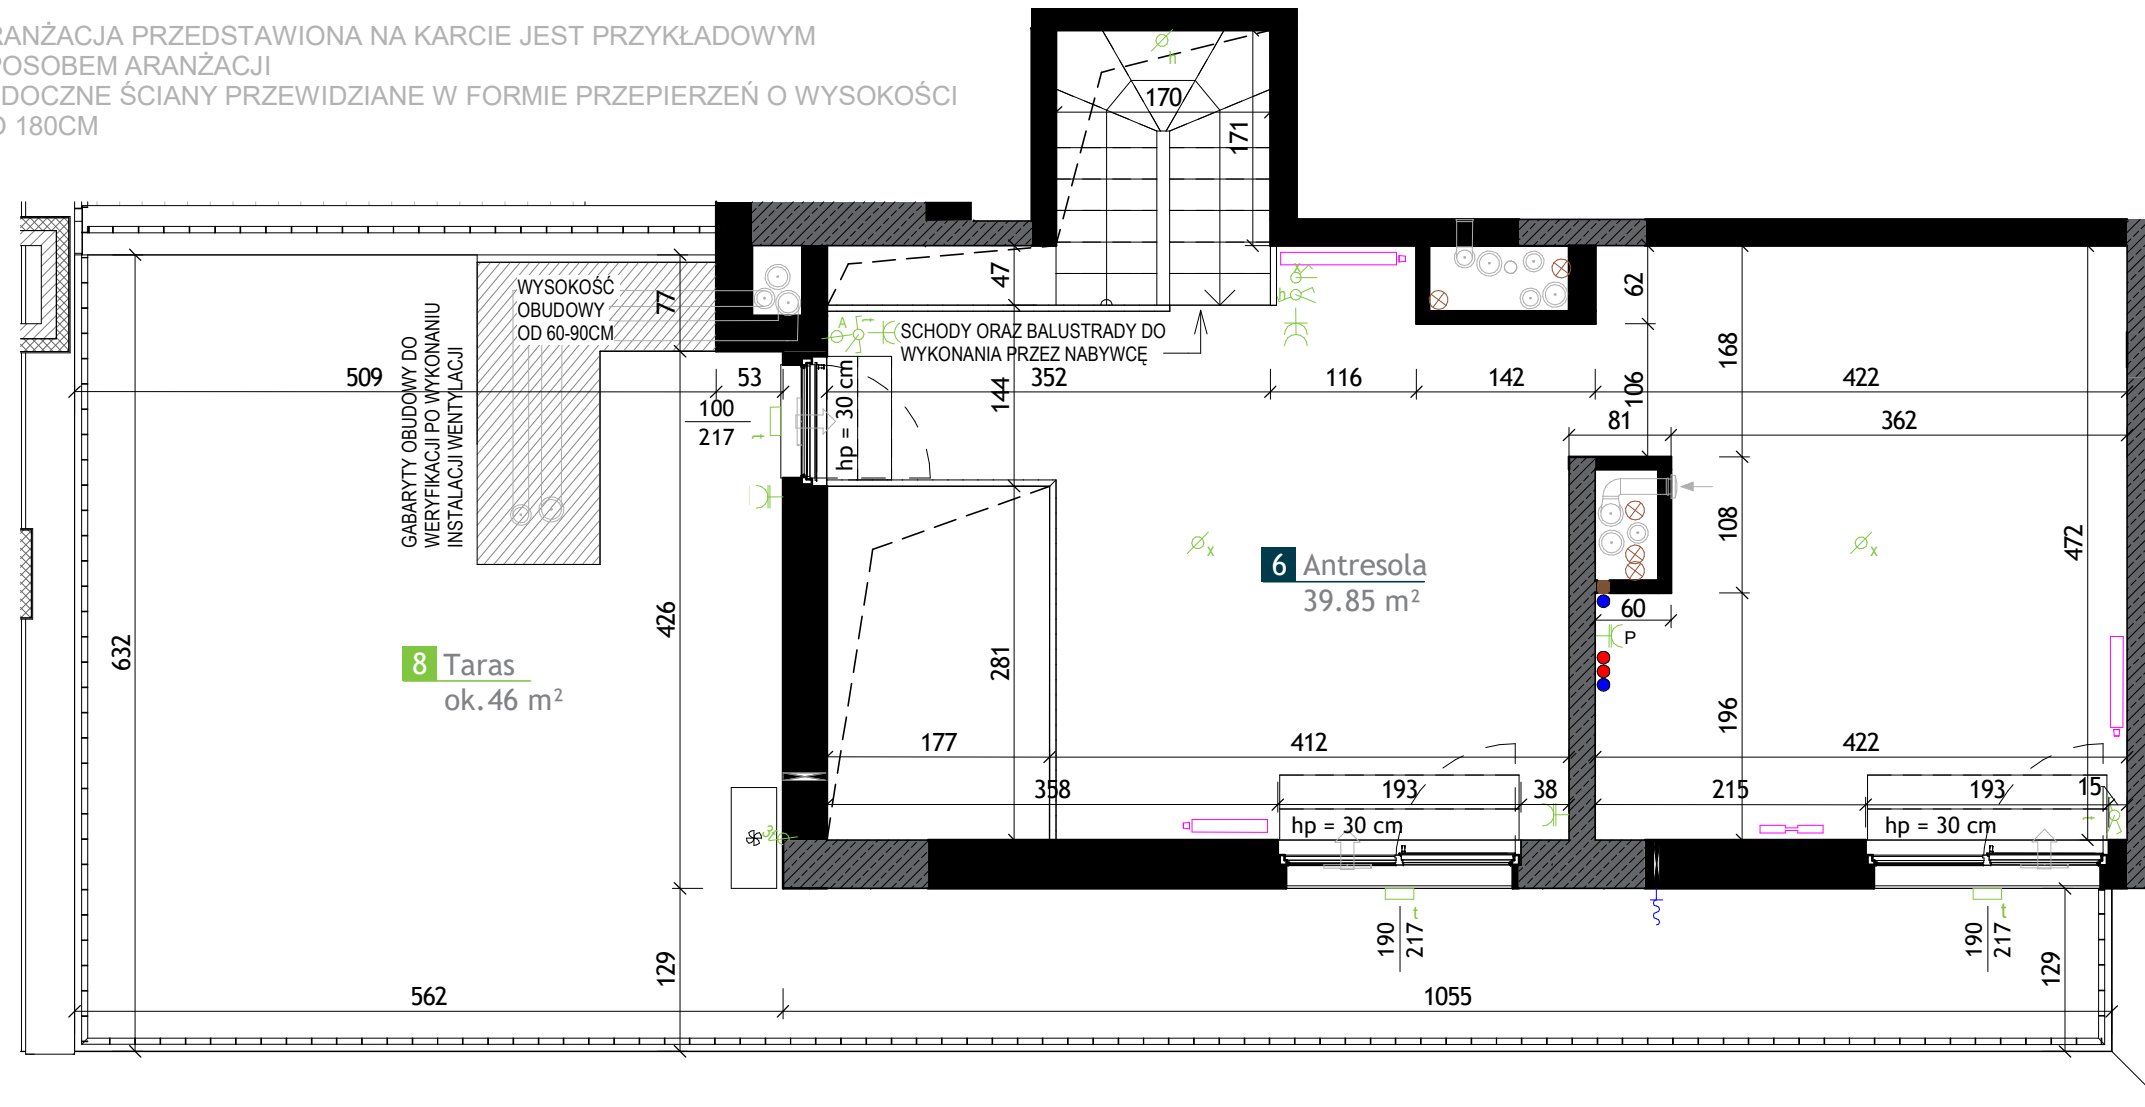 RANŻACJA PRZEDSTAWIONA NA KARCIE JEST PRZYKŁADOWYM
POSOBEM ARANŻACJI
DOCZNE ŚCIANY PRZEWIDZIANE W FORMIE PRZEPIERZEŃ O WYSOKOŚCI
O 180CM
h
170
171
WYSOKOŚĆ
OBUDOWY
OD 60-90CM
77
47
62
A
SCHODY ORAZ BALUSTRADY DO
WYKONANIA PRZEZ NABYWCĘ
GABARYTY OBUDOWY DO
WERYFIKACJI PO WYKONANIU
INSTALACJI WENTYLACJI
509
53
352
116
142
422
100
217
hp = 30 cm
144
106
168
81
362
108
472
x
x
6 Antresola
39.85 m²
60
P
632
426
8 Taras
ok.46 m²
281
196
177
412
422
358
193
38
215
193
15
hp = 30 cm
hp = 30 cm
t
t
190
217
190
217
129
129
562
1055